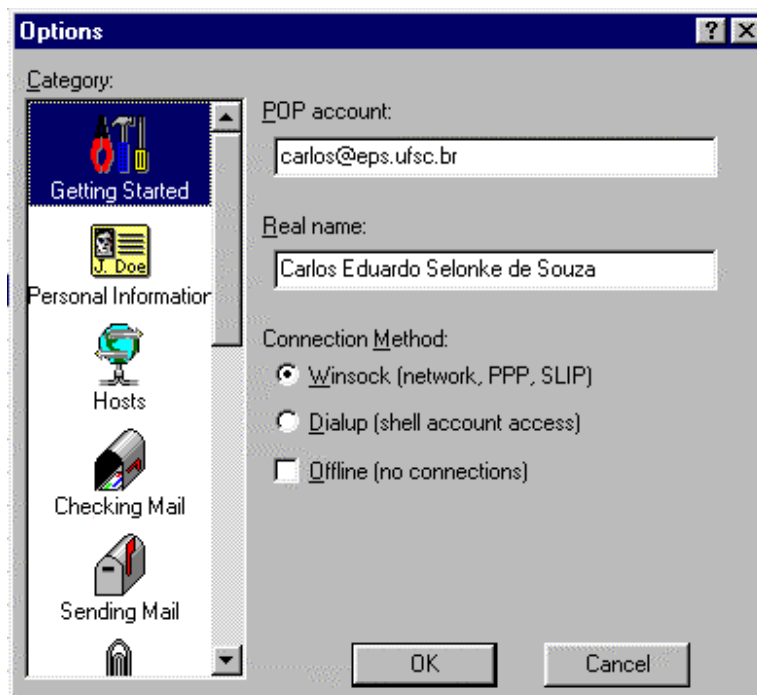 Options
Category:
Getting Started
J. Doe
Personal Information
Hosts
Checking Mail
Sending Mail
POP account:
carlos@eps.ufsc.br
Real name:
Carlos Eduardo Selonke de Souza
Connection Method:
Winsock (network, PPP, SLIP)
Dialup (shell account access)
Offline (no connections)
OK
Cancel